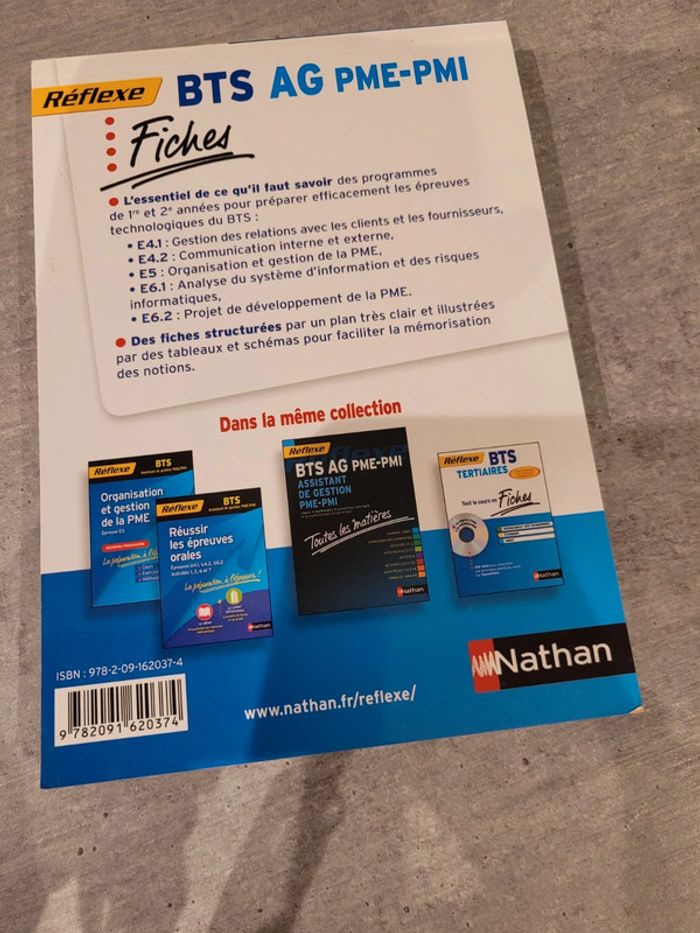 Réflexe BTS AG PME-PMI
Fiches
L'essentiel de ce qu'il faut savoir des programmes
de 1re et 2e années pour préparer efficacement les épreuves
technologiques du BTS :
• E4.1 : Gestion des relations avec les clients et les fournisseurs,
• E4.2 : Communication interne et externe,
• E5 : Organisation et gestion de la PME,
• E6.1 : Analyse du système d'information et des risques
informatiques,
• E6.2 : Projet de développement de la PME.
Des fiches structurées par un plan très clair et illustrées
par des tableaux et schémas pour faciliter la mémorisation
des notions.
Dans la même collection
Réflexe BTS
Organisation
et gestion
de la PME
Réflexe BTS
Réussir
les épreuves
orales
Nathan
Réflexe
BTS AG PME-PMI
ASSISTANT
DE GESTION
PME-PMI
Toutes les matières
Nathan
Réflexe BTS
TERTIAIRES
Tout le cours en
Fiches
Nathan
ISBN : 978-2-09-162037-4
9 782091 620374
www.nathan.fr/reflexe/
Nathan